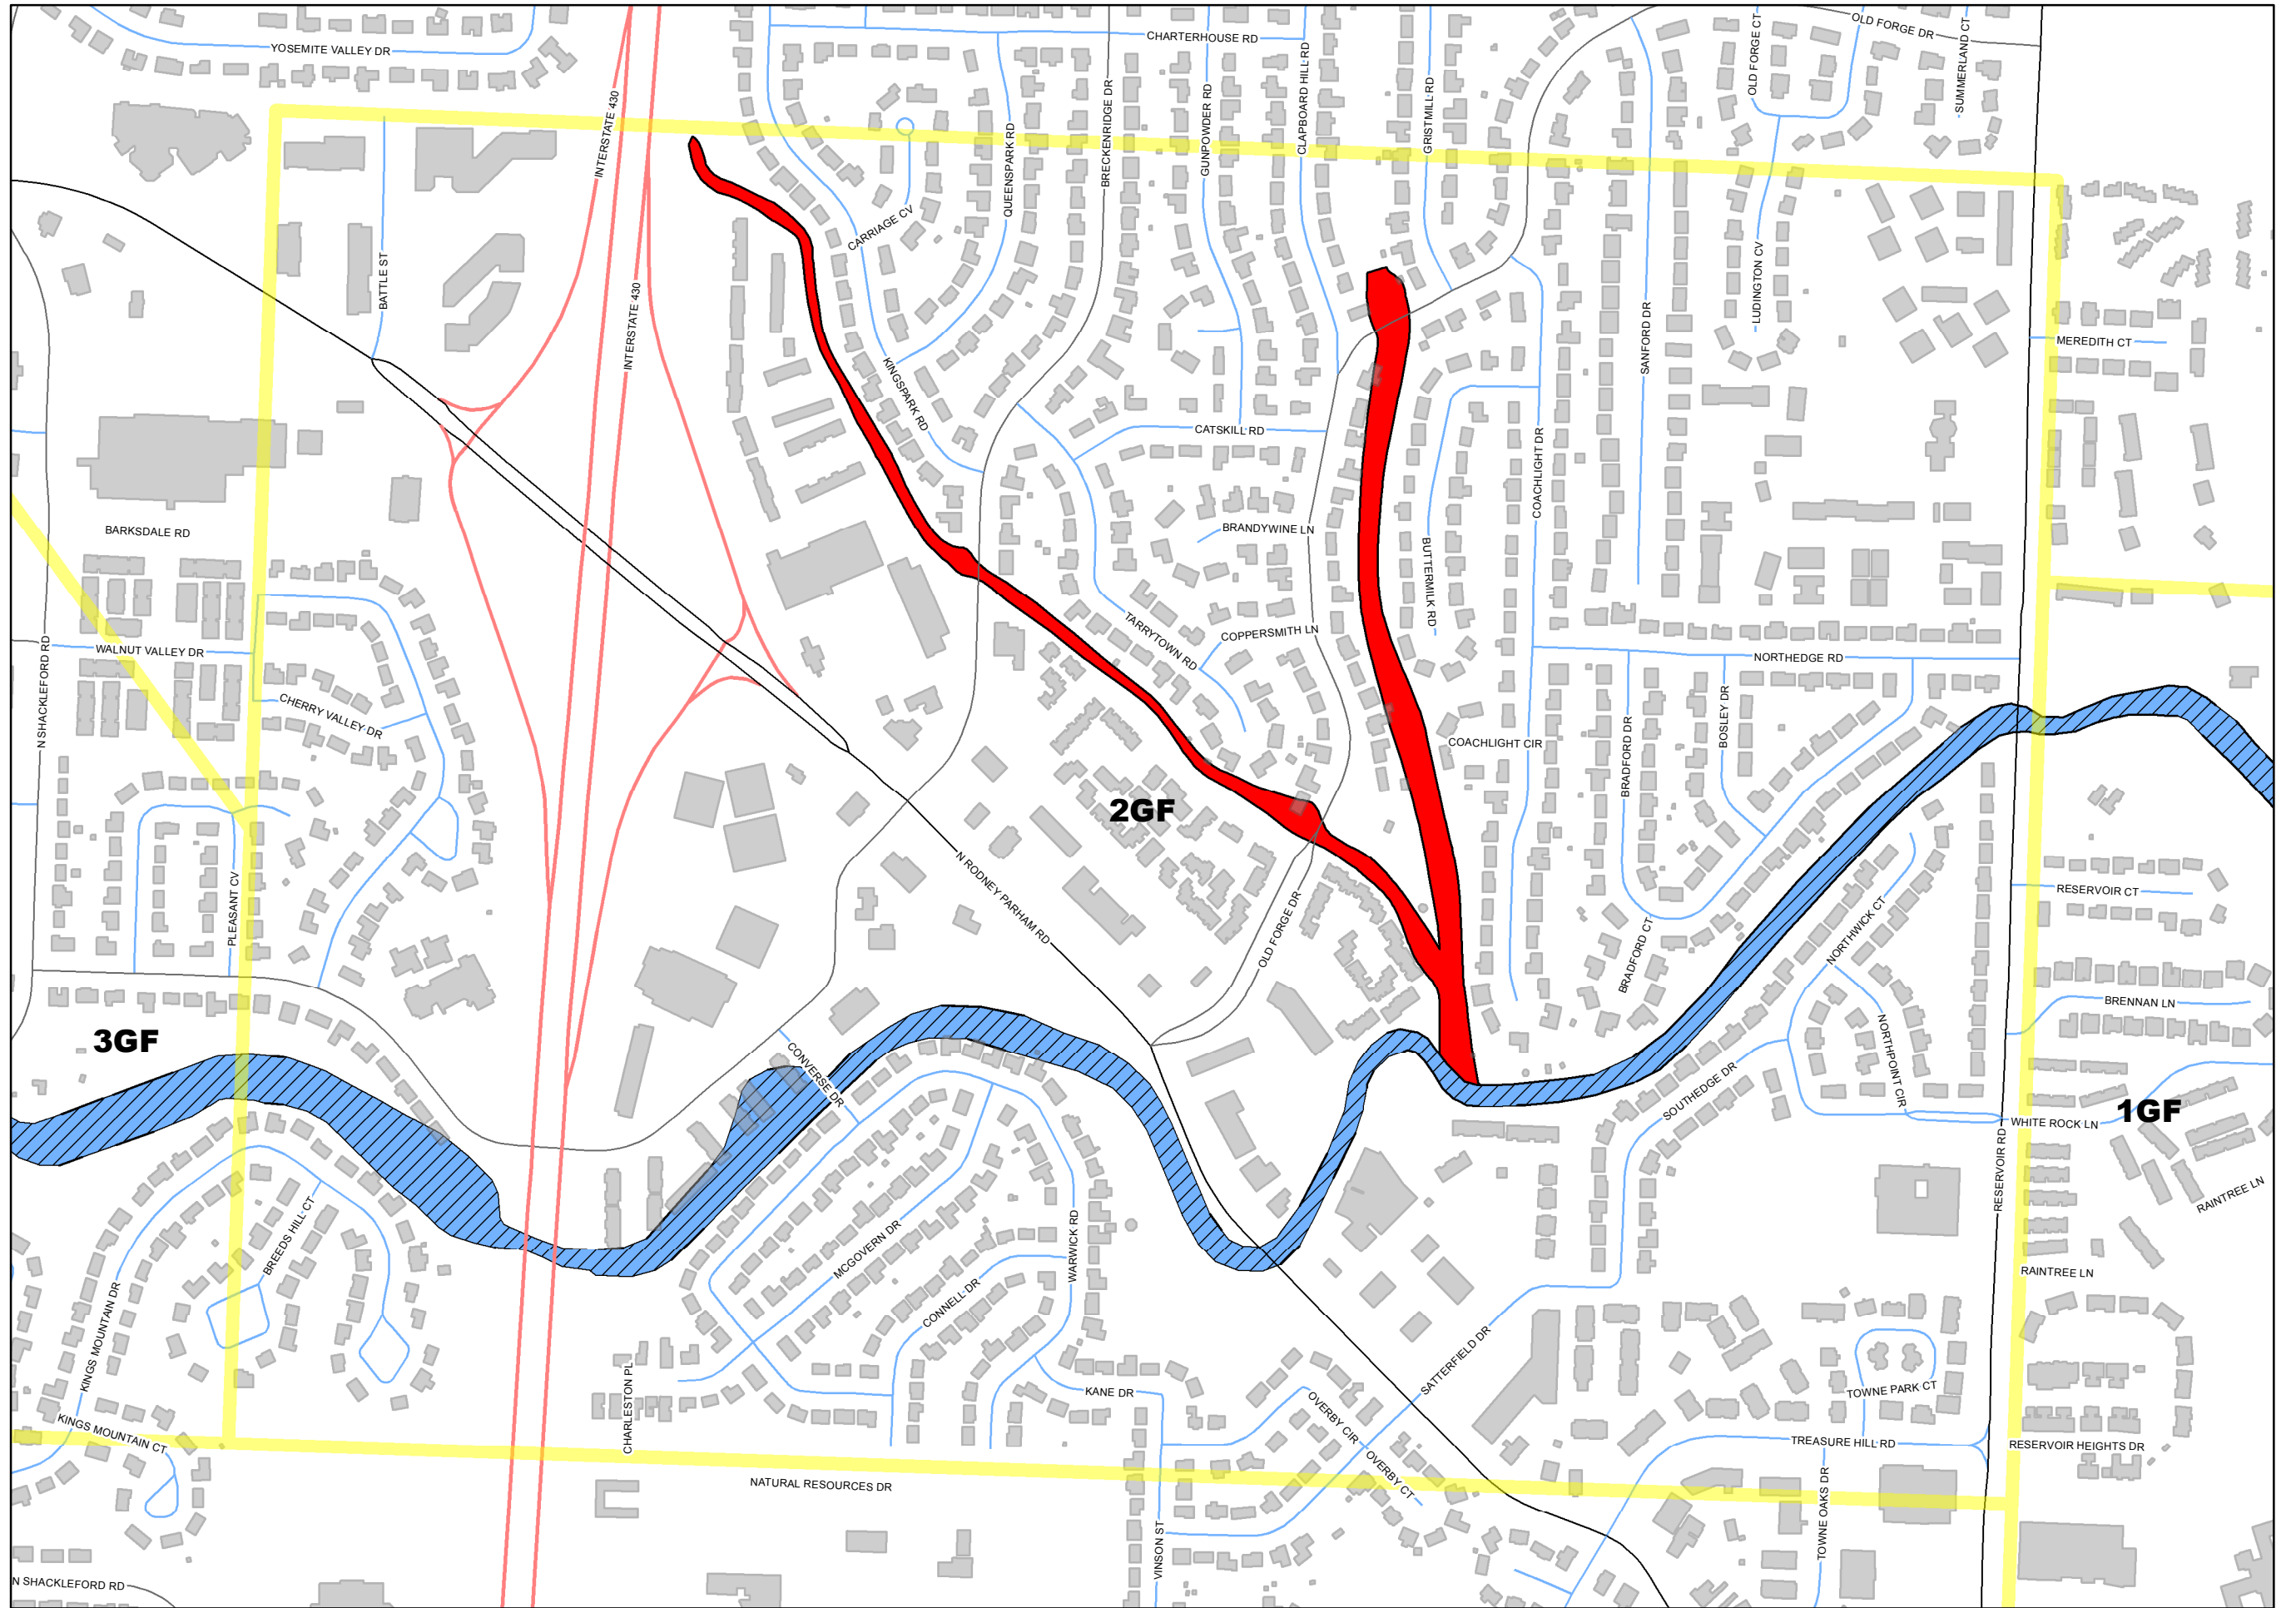 YOSEMITE VALLEY DR
INTERSTATE 430
CHARTERHOUSE RD
BRECKENRIDGE DR
GUNPOWDER RD
CLAPBOARD HILL RD
GRISTMILL RD
OLD FORGE CT
OLD FORGE DR
SUMMERLAND CT
QUEENSPARK RD
CARRIAGE CV
BATTLE ST
INTERSTATE 430
LUDINGTON CV
SANFORD DR
MEREDITH CT
KINGSPARK RD
CATSKILL RD
COACHLIGHT DR
BARKSDALE RD
BRANDYWINE LN
BUTTERMILK RD
TARRYTOWN RD
COPPERSMITH LN
N SHACKLEFORD RD
WALNUT VALLEY DR
NORTHEDGE RD
CHERRY VALLEY DR
COACHLIGHT CIR
BRADFORD DR
BOSLEY DR
2GF
N RODNEY PARHAM RD
PLEASANT CV
OLD FORGE DR
RESERVOIR CT
NORTHWICK CT
BRADFORD CT
BRENNAN LN
3GF
CONVERSE DR
NORTHPOINT CIR
SOUTHEDGE DR
1GF
WHITE ROCK LN
RESERVOIR RD
RAINTREE LN
BREEDS HILL CT
MCGOVERN DR
WARWICK RD
RAINTREE LN
KINGS MOUNTAIN DR
CONNELL DR
SATTERFIELD DR
CHARLESTON PL
KANE DR
TOWNE PARK CT
OVERBY CIR
KINGS MOUNTAIN CT
TREASURE HILL RD
RESERVOIR HEIGHTS DR
OVERBY CT
NATURAL RESOURCES DR
TOWNE OAKS DR
VINSON ST
N SHACKLEFORD RD